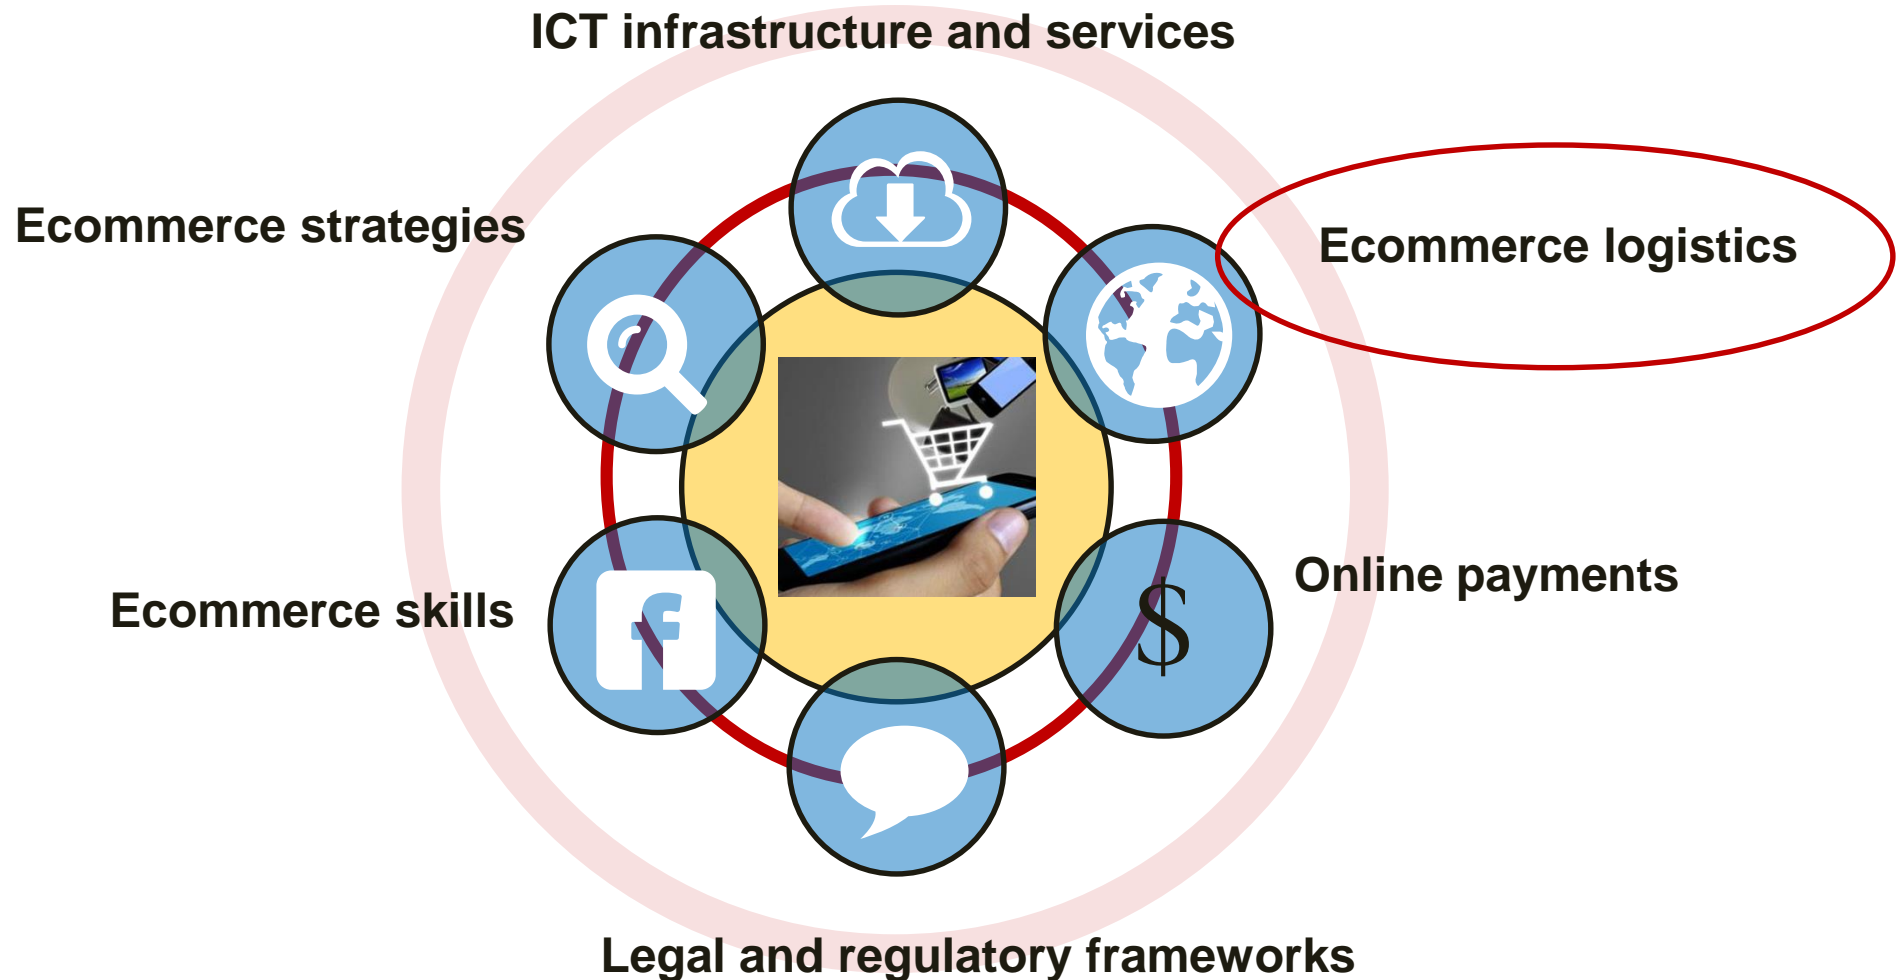 ICT infrastructure and services
Ecommerce strategies
Ecommerce logistics
Online payments
$
Ecommerce skills
f
Legal and regulatory frameworks